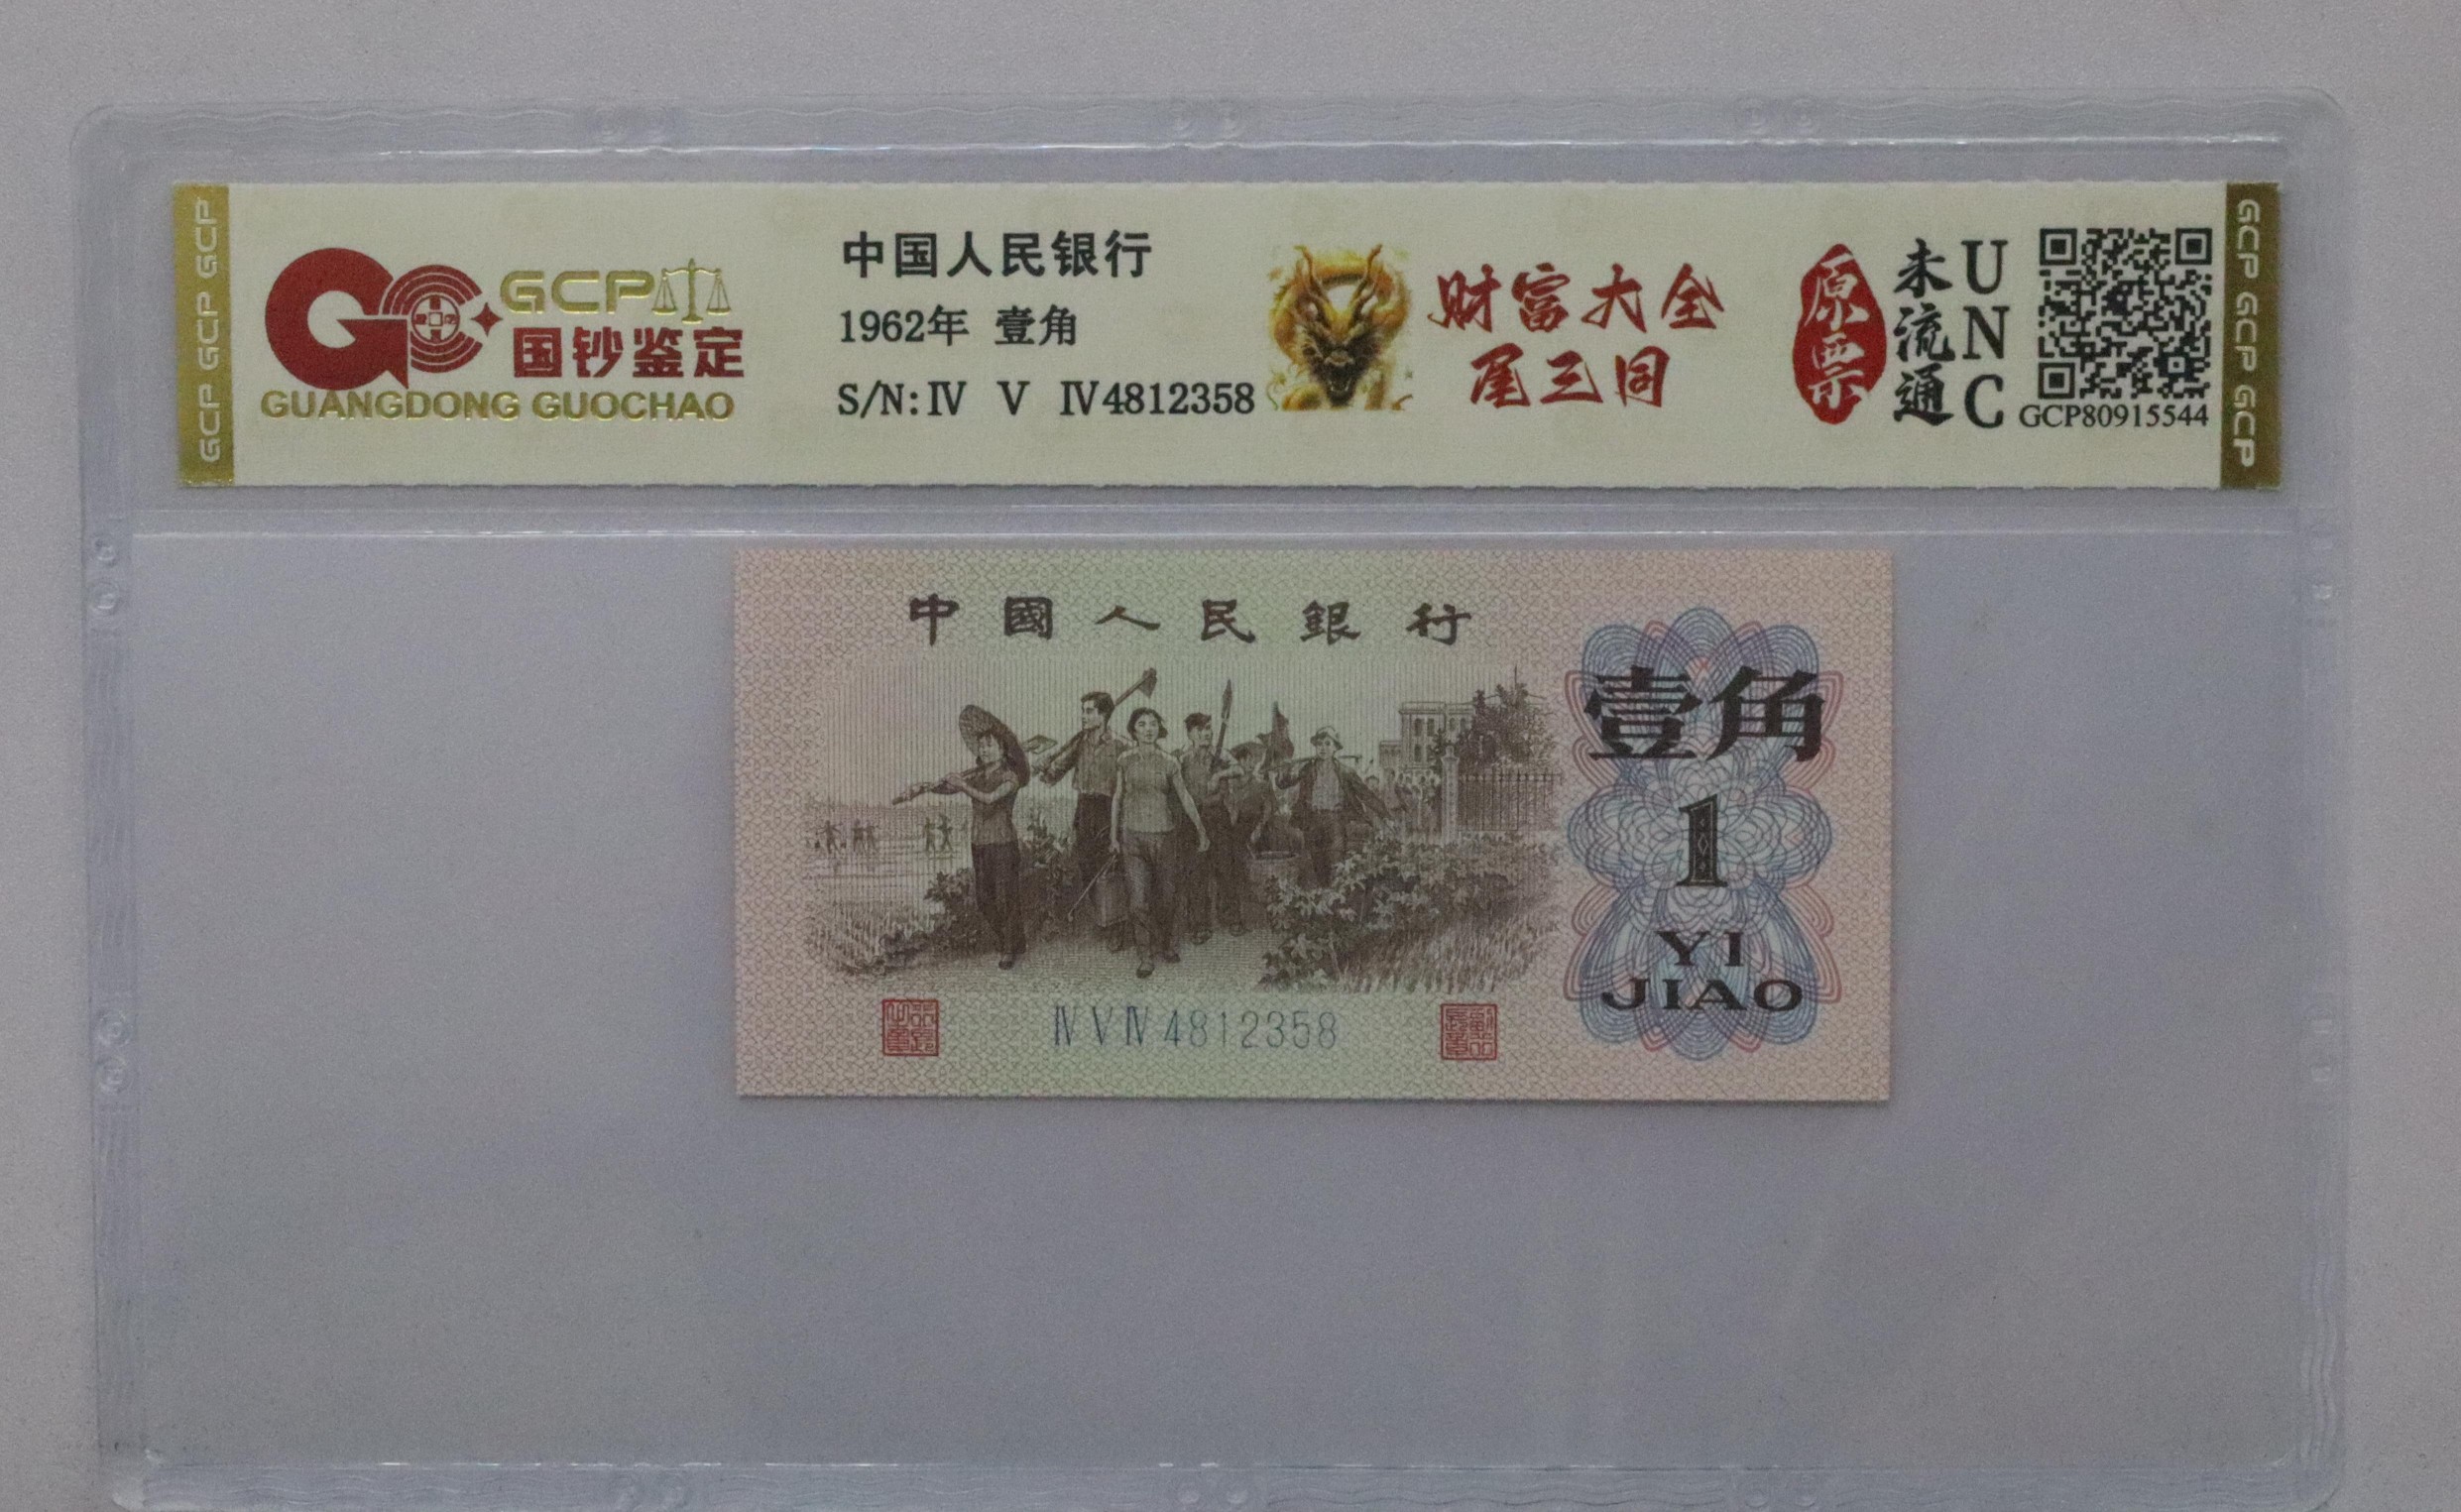 GCP GCP GCP
GCP
国钞鉴定
GUANGDONG GUOCHAO
中国人民银行
1962年 壹角
S/N:Ⅳ Ⅴ Ⅳ4812358
财富大全
尾三同
原票
未流通
UNC
GCP80915544
GCP GCP GCP
中國人民銀行
壹角
1
YI
JIAO
ⅣⅤⅣ4812358